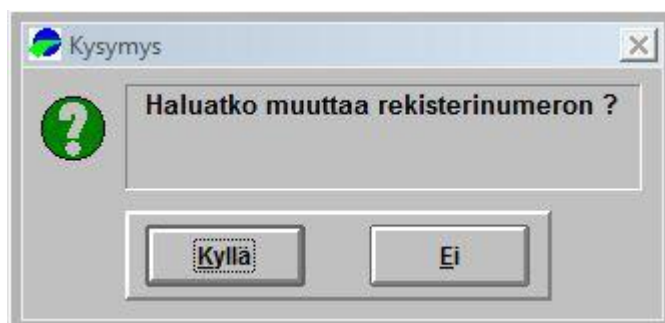 Kysymys
Haluatko muuttaa rekisterinumeron ?
Kyllä
Ei